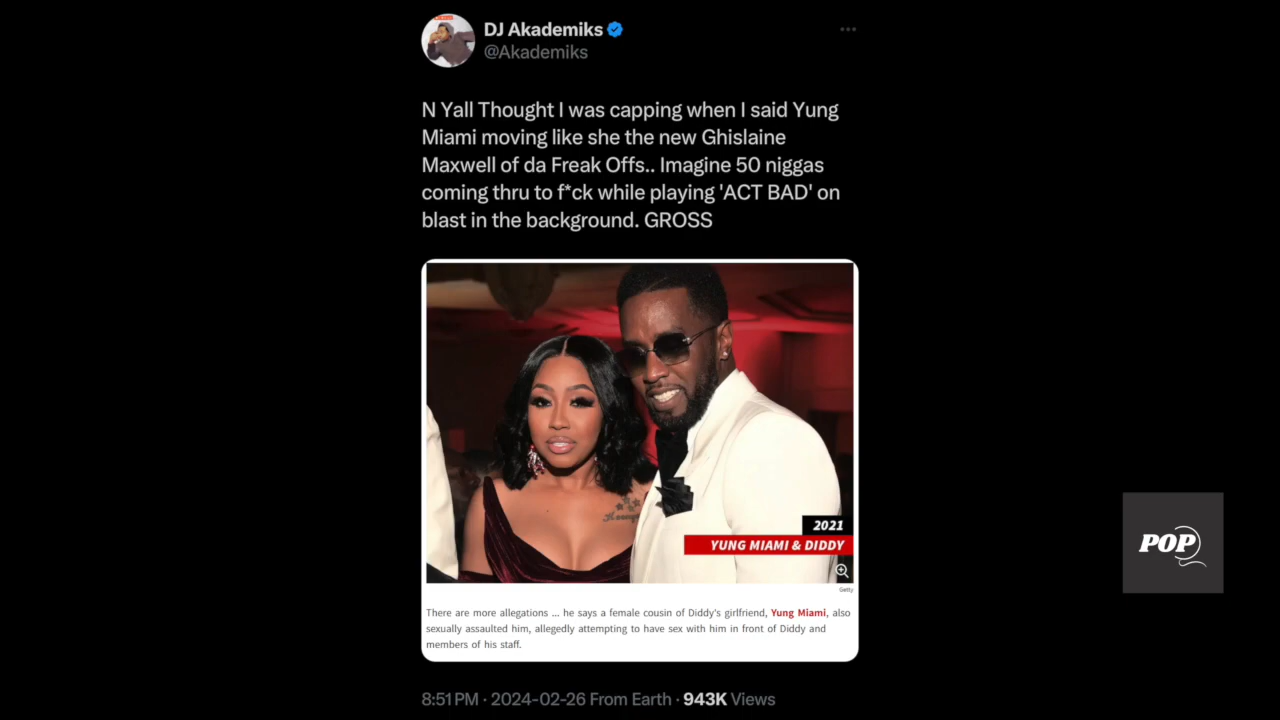 DJ Akademiks
@Akademiks
N Yall Thought I was capping when I said Yung
Miami moving like she the new Ghislaine
Maxwell of da Freak Offs.. Imagine 50 niggas
coming thru to f*ck while playing 'ACT BAD' on
blast in the background. GROSS
2021
YUNG MIAMI & DIDDY
Getty
There are more allegations ... he says a female cousin of Diddy's girlfriend, Yung Miami, also
sexually assaulted him, allegedly attempting to have sex with him in front of Diddy and
members of his staff.
8:51 PM · 2024-02-26 From Earth · 943K Views
POP